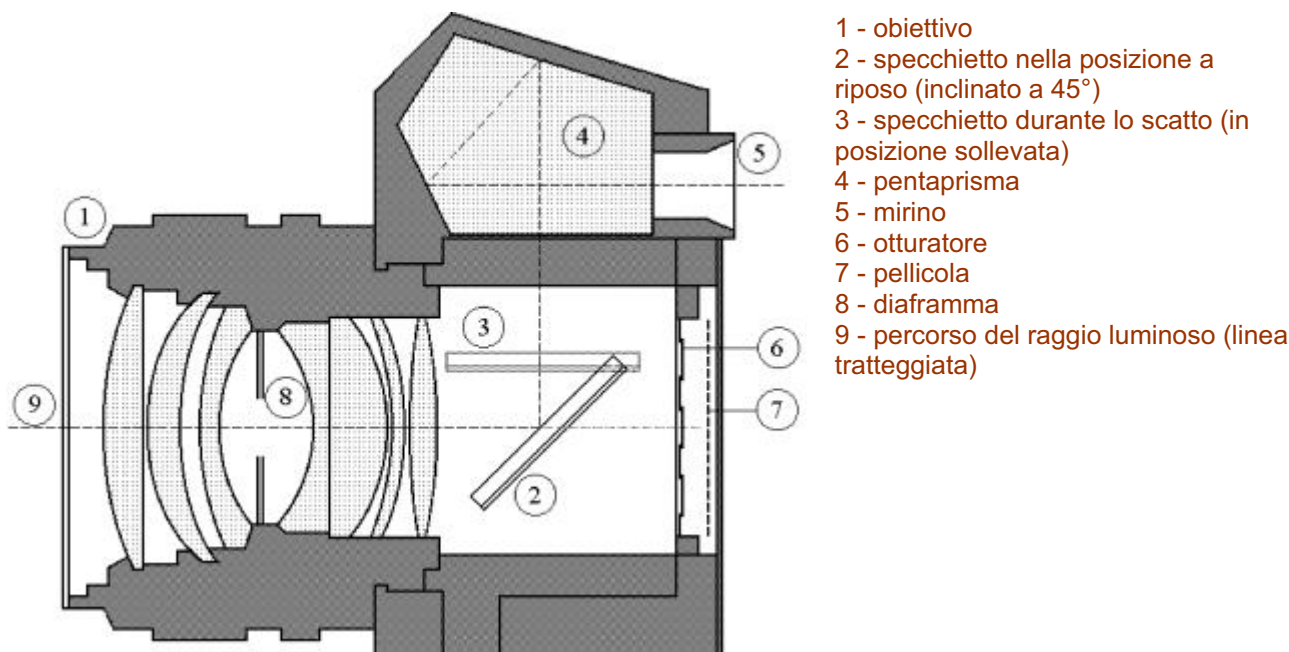 1 - obiettivo
2 - specchietto nella posizione a
riposo (inclinato a 45°)
3 - specchietto durante lo scatto (in
posizione sollevata)
4 - pentaprisma
5 - mirino
6 - otturatore
7 - pellicola
8 - diaframma
9 - percorso del raggio luminoso (linea
tratteggiata)
4
5
1
3
6
8
9
7
2